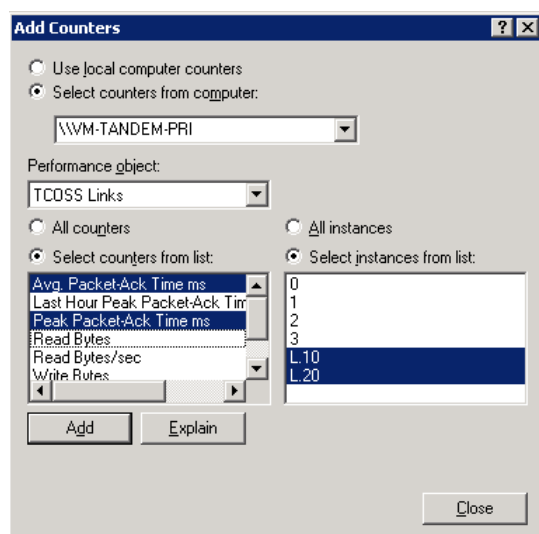 Add Counters
Use local computer counters
Select counters from computer:
\\VM-TANDEM-PRI
Performance object:
TCOSS Links
All counters
All instances
Select counters from list:
Select instances from list:
Avg. Packet-Ack Time ms
Last Hour Peak Packet-Ack Tim
Peak Packet-Ack Time ms
Read Bytes
Read Bytes/sec
Write Bytes
0
1
2
3
L.10
L.20
Add
Explain
Close